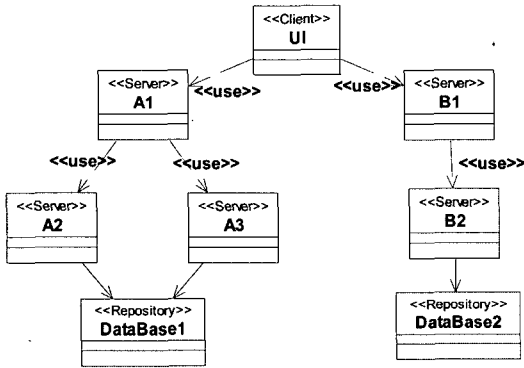 <<Client>>
UI
<<Server>>
A1
<<use>>
<<use>>
<<Server>>
B1
<<use>>
<<use>>
<<use>>
<<Server>>
A2
<<Server>>
A3
<<Server>>
B2
<<Repository>>
DataBase1
<<Repository>>
DataBase2